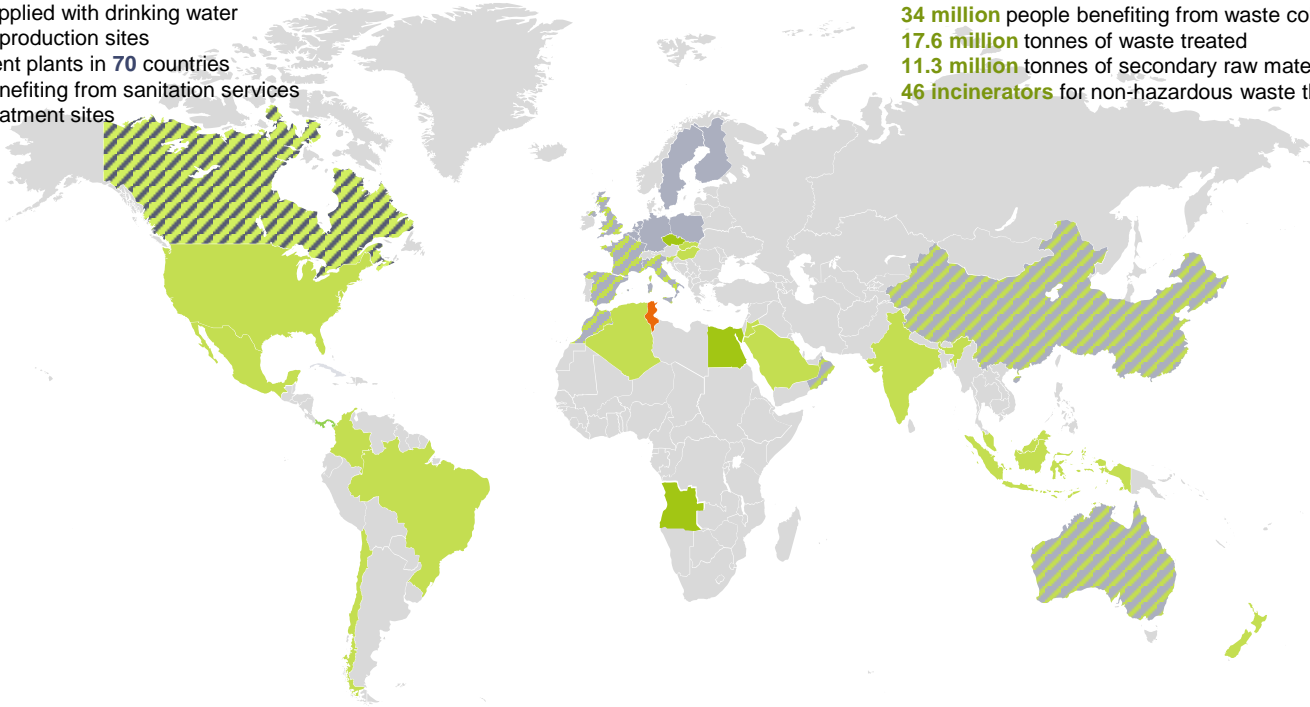 pplied with drinking water
production sites
ent plants in 70 countries
nefiting from sanitation services
atment sites
34 million people benefiting from waste co
17.6 million tonnes of waste treated
11.3 million tonnes of secondary raw mate
46 incinerators for non-hazardous waste t